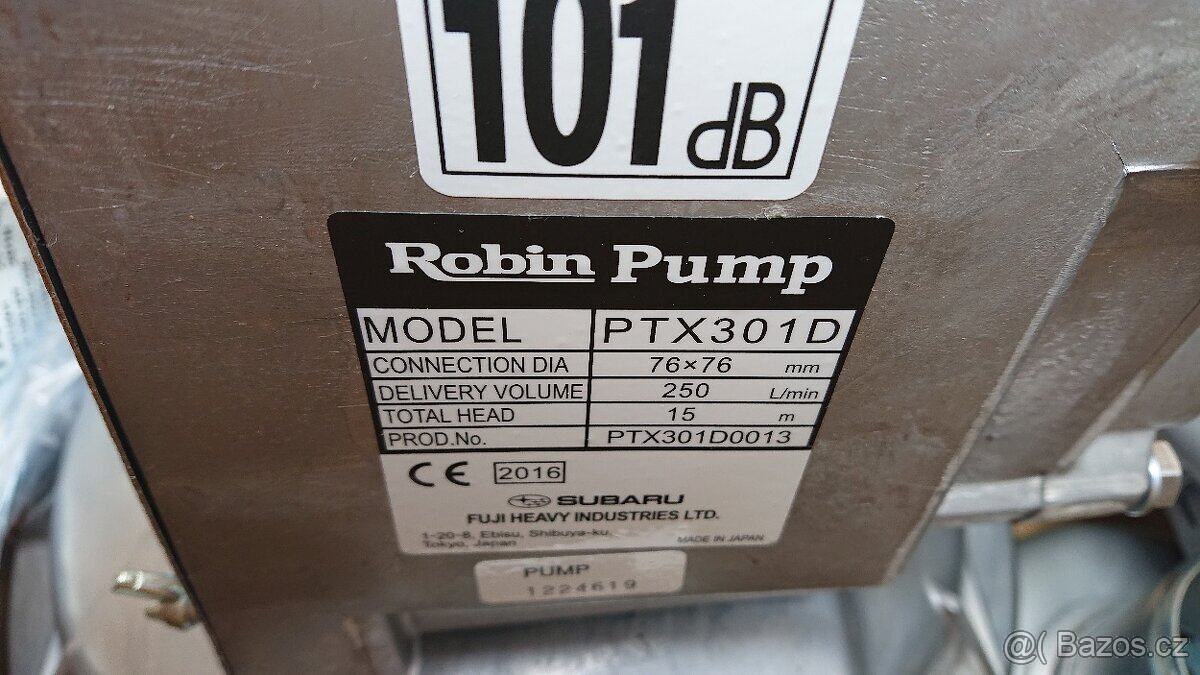 101 dB
Robin Pump
MODEL PTX301D
CONNECTION DIA 76×76 mm
DELIVERY VOLUME 250 L/min
TOTAL HEAD 15 m
PROD.No. PTX301D0013
CE 2016
SUBARU
FUJI HEAVY INDUSTRIES LTD.
1-20-8, Ebisu, Shibuya-ku,
Tokyo, Japan MADE IN JAPAN
PUMP
1224619
@( Bazos.cz